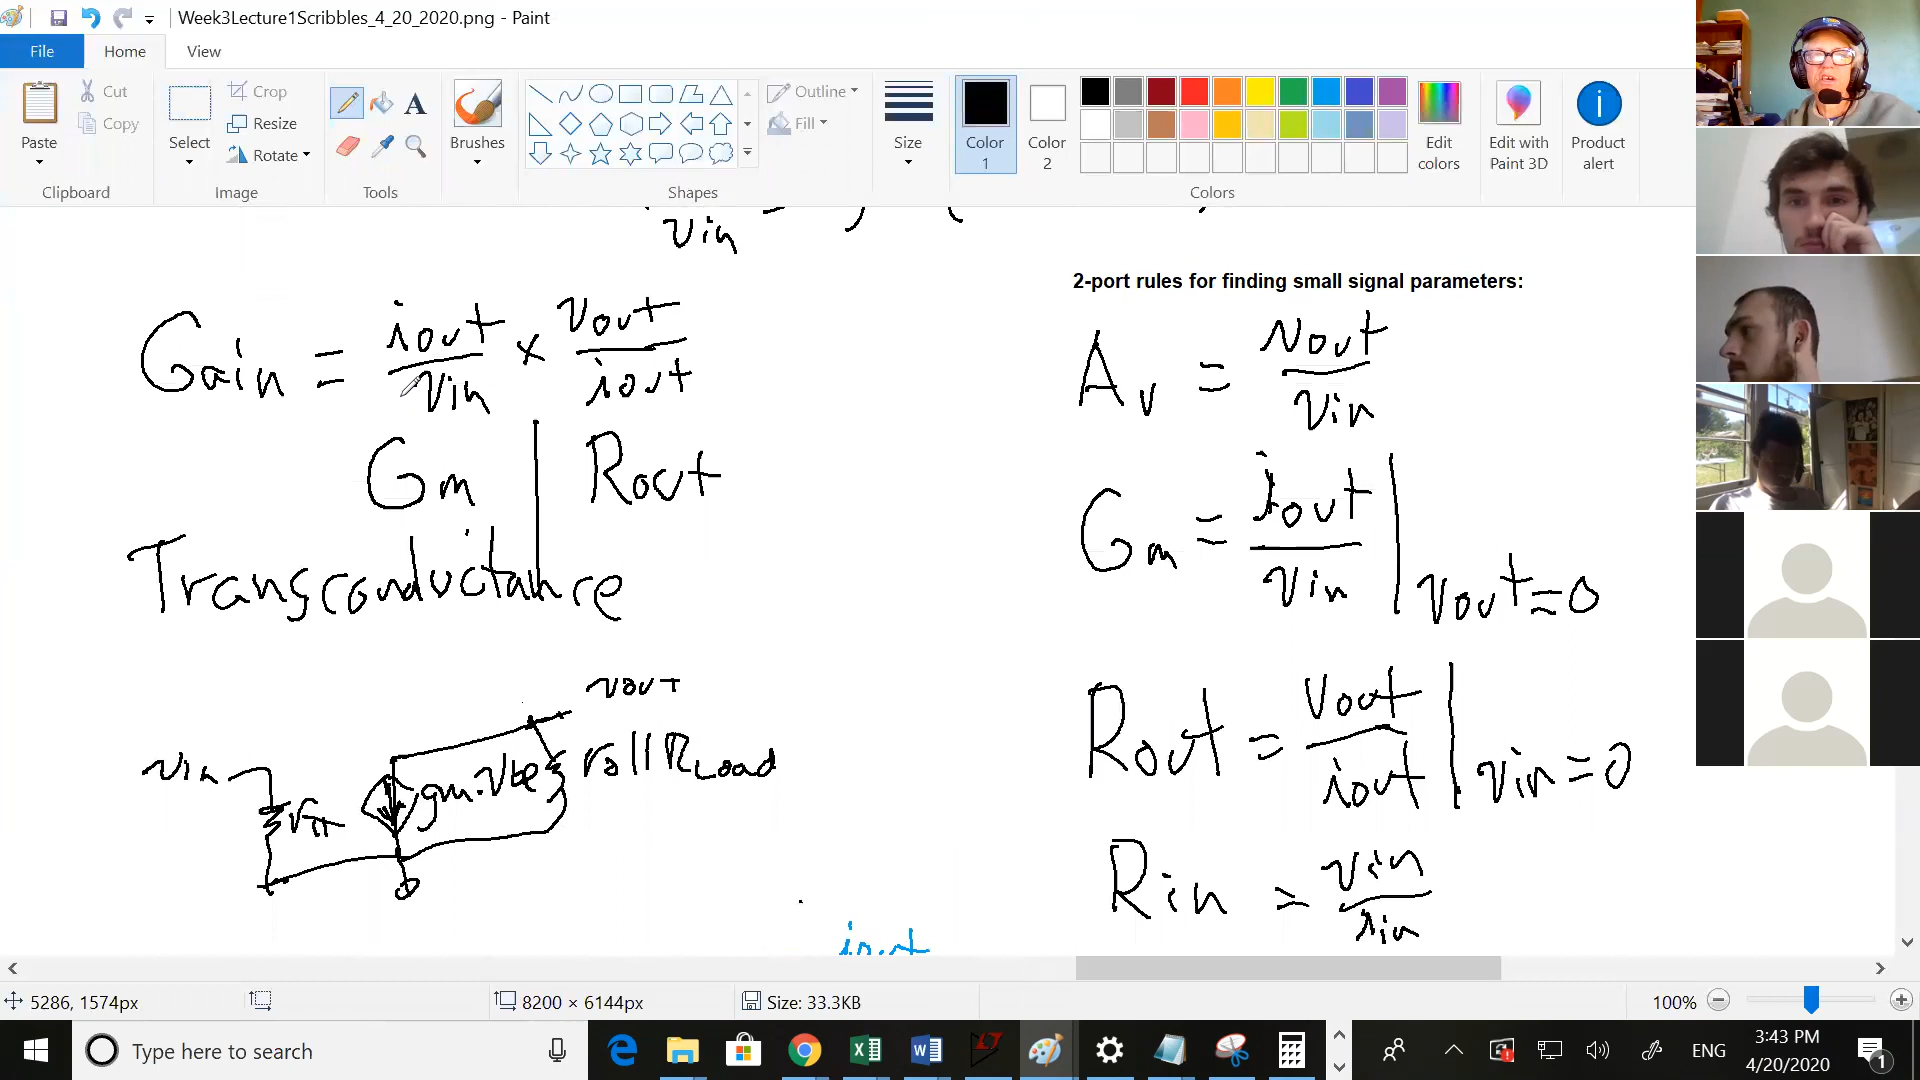 Week3Lecture1Scribbles_4_20_2020.png - Paint
File Home View
Paste
Cut
Copy
Clipboard
Select
Crop
Resize
Rotate
Image
A
Tools
Brushes
Outline
Fill
Shapes
Size
Color 1
Color 2
Colors
Edit colors
Edit with Paint 3D
Product alert
vin
Gain = iout/vin × vout/iout
Gm | Rout
Transconductance
vout
vin
rπ
gm.Vbe
ro||RLoad
iout
2-port rules for finding small signal parameters:
Av = vout/vin
Gm = iout/vin | vout=0
Rout = vout/iout | vin=0
Rin = vin/iin
5286, 1574px
8200 × 6144px
Size: 33.3KB
100%
Type here to search
ENG
3:43 PM
4/20/2020
1